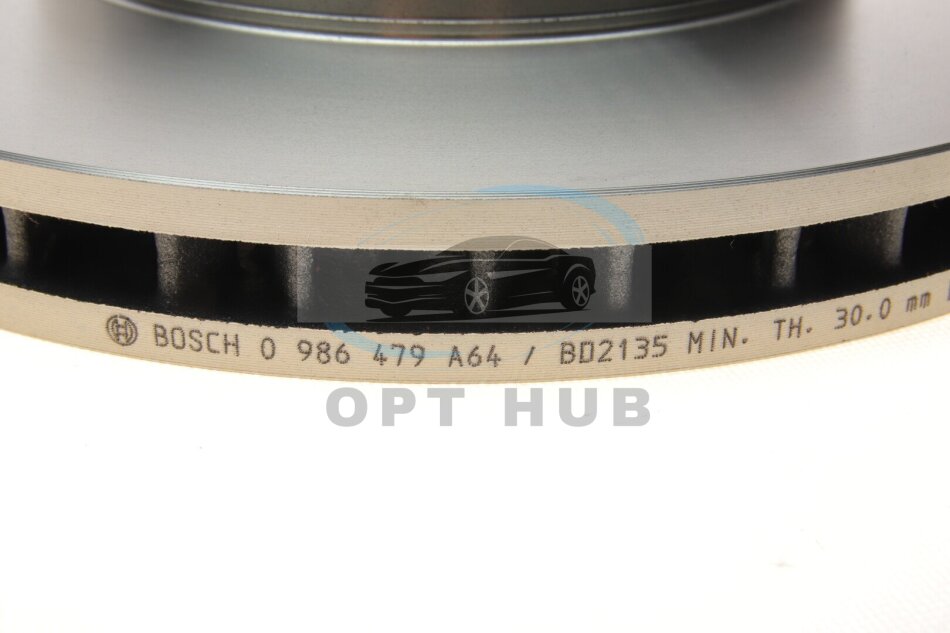 BOSCH 0 986 479 A64 / BD2135 MIN. TH. 30.0 mm
OPT HUB